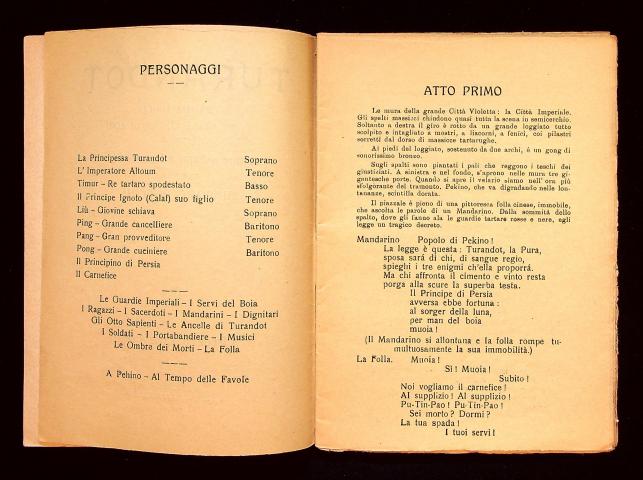 PERSONAGGI
La Principessa Turandot Soprano
L' Imperatore Altoum Tenore
Timur - Re tartaro spodestato Basso
Il Principe Ignoto (Calaf) suo figlio Tenore
Liù - Giovine schiava Soprano
Ping - Grande cancelliere Baritono
Pang - Gran provveditore Tenore
Pong - Grande cuciniere Baritono
Il Principino di Persia
Il Carnefice
Le Guardie Imperiali - I Servi del Boia
I Ragazzi - I Sacerdoti - I Mandarini - I Dignitari
Gli Otto Sapienti - Le Ancelle di Turandot
I Soldati - I Portabandiere - I Musici
Le Ombre dei Morti - La Folla
A Pehino - Al Tempo delle Favole
ATTO PRIMO
Le mura della grande Città Violetta: la Città Imperiale.
Gli spalti massicci chiudono quasi tutta la scena in semicerchio.
Soltanto a destra il giro è rotto da un grande loggiato tutto
scolpito e intagliato a mostri, a liocorni, a fenici, coi pilastri
sorretti dal dorso di massicce tartarughe.
Ai piedi del loggiato, sostenuto da due archi, è un gong di
sonorissimo bronzo.
Sugli spalti sono piantati i pali che reggono i teschi dei
giustiziati. A sinistra e nel fondo, s'aprono nelle mura tre gi-
gantesche porte. Quando si apre il velario siamo nell'ora più
sfolgorante del tramonto. Pekino, che va digradando nelle lon-
tananze, scintilla dorata.
Il piazzale è pieno di una pittoresca folla cinese, immobile,
che ascolta le parole di un Mandarino. Dalla sommità dello
spalto, dove gli fanno ala le guardie tartare rosse e nere, egli
legge un tragico decreto.
Mandarino Popolo di Pekino!
La legge è questa: Turandot, la Pura,
sposa sarà di chi, di sangue regio,
spieghi i tre enigmi ch'ella proporrà.
Ma chi affronta il cimento e vinto resta
porga alla scure la superba testa.
Il Principe di Persia
avversa ebbe fortuna:
al sorger della luna,
per man del boia
muoia!
(Il Mandarino si allontana e la folla rompe tu-
multuosamente la sua immobilità.)
La Folla. Muoia!
Sì! Muoia!
Subito!
Noi vogliamo il carnefice!
Al supplizio! Al supplizio!
Pu-Tin-Pao! Pu-Tin-Pao!
Sei morto? Dormi?
La tua spada!
I tuoi servi!